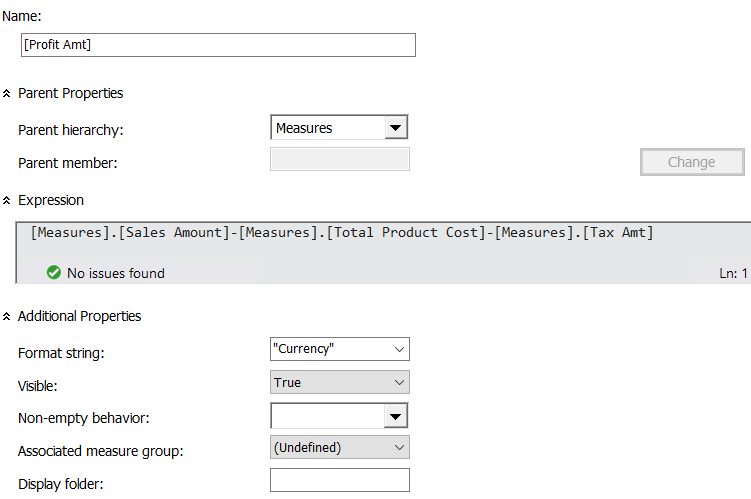 Name:
[Profit Amt]
Parent Properties
Parent hierarchy: Measures
Parent member: Change
Expression
[Measures].[Sales Amount]-[Measures].[Total Product Cost]-[Measures].[Tax Amt]
No issues found Ln: 1
Additional Properties
Format string: "Currency"
Visible: True
Non-empty behavior:
Associated measure group: (Undefined)
Display folder: